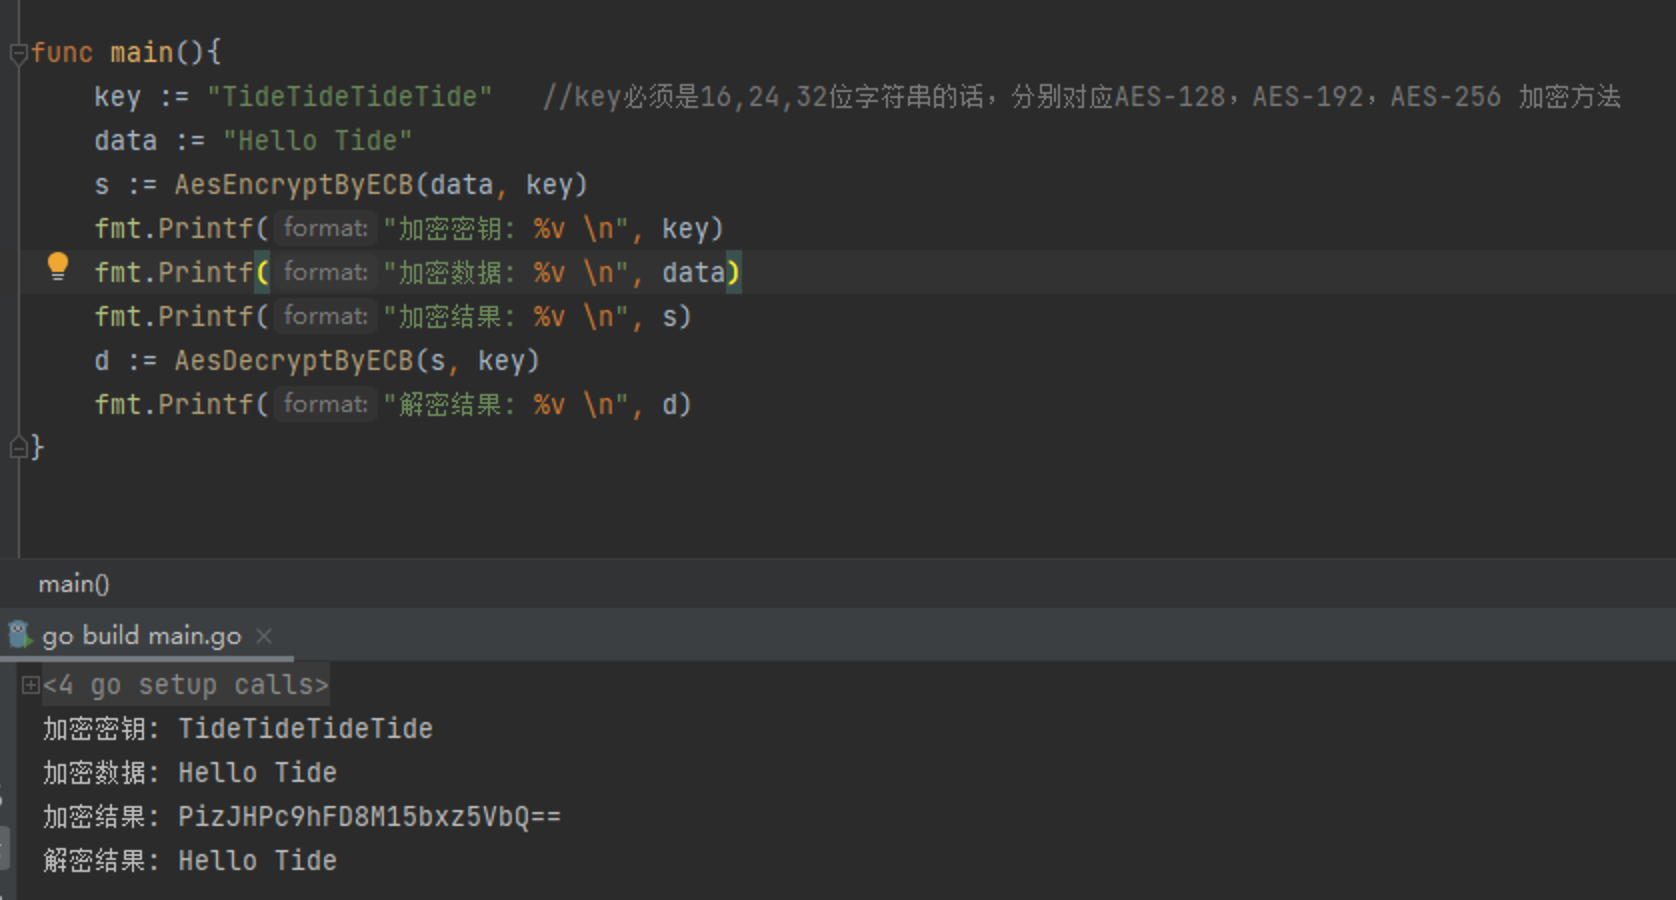 func main(){
key := "TideTideTideTide" //key必须是16,24,32位字符串的话，分别对应AES-128，AES-192，AES-256 加密方法
data := "Hello Tide"
s := AesEncryptByECB(data, key)
fmt.Printf( format: "加密密钥: %v \n", key)
fmt.Printf( format: "加密数据: %v \n", data)
fmt.Printf( format: "加密结果: %v \n", s)
d := AesDecryptByECB(s, key)
fmt.Printf( format: "解密结果: %v \n", d)
}
main()
go build main.go
<4 go setup calls>
加密密钥: TideTideTideTide
加密数据: Hello Tide
加密结果: PizJHPc9hFD8M15bxz5VbQ==
解密结果: Hello Tide